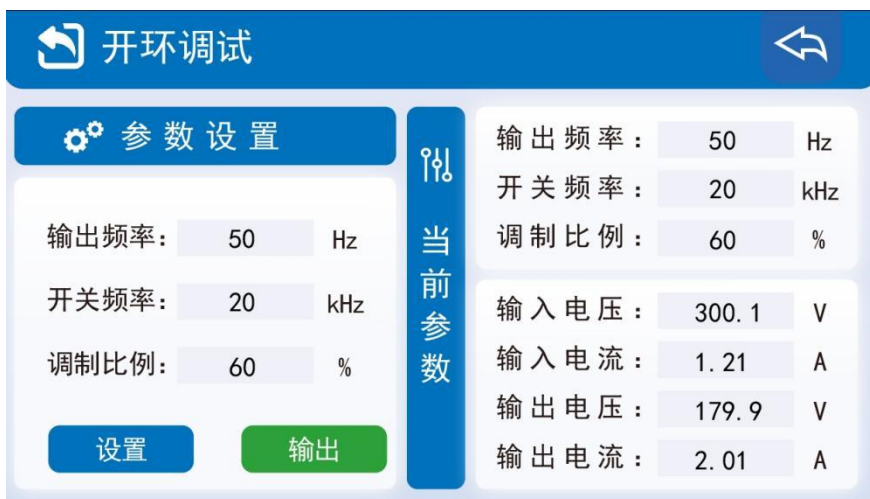 开环调试
参数设置
输出频率: 50 Hz
开关频率: 20 kHz
调制比例: 60 %
设置 输出
当前参数
输出频率: 50 Hz
开关频率: 20 kHz
调制比例: 60 %
输入电压: 300.1 V
输入电流: 1.21 A
输出电压: 179.9 V
输出电流: 2.01 A